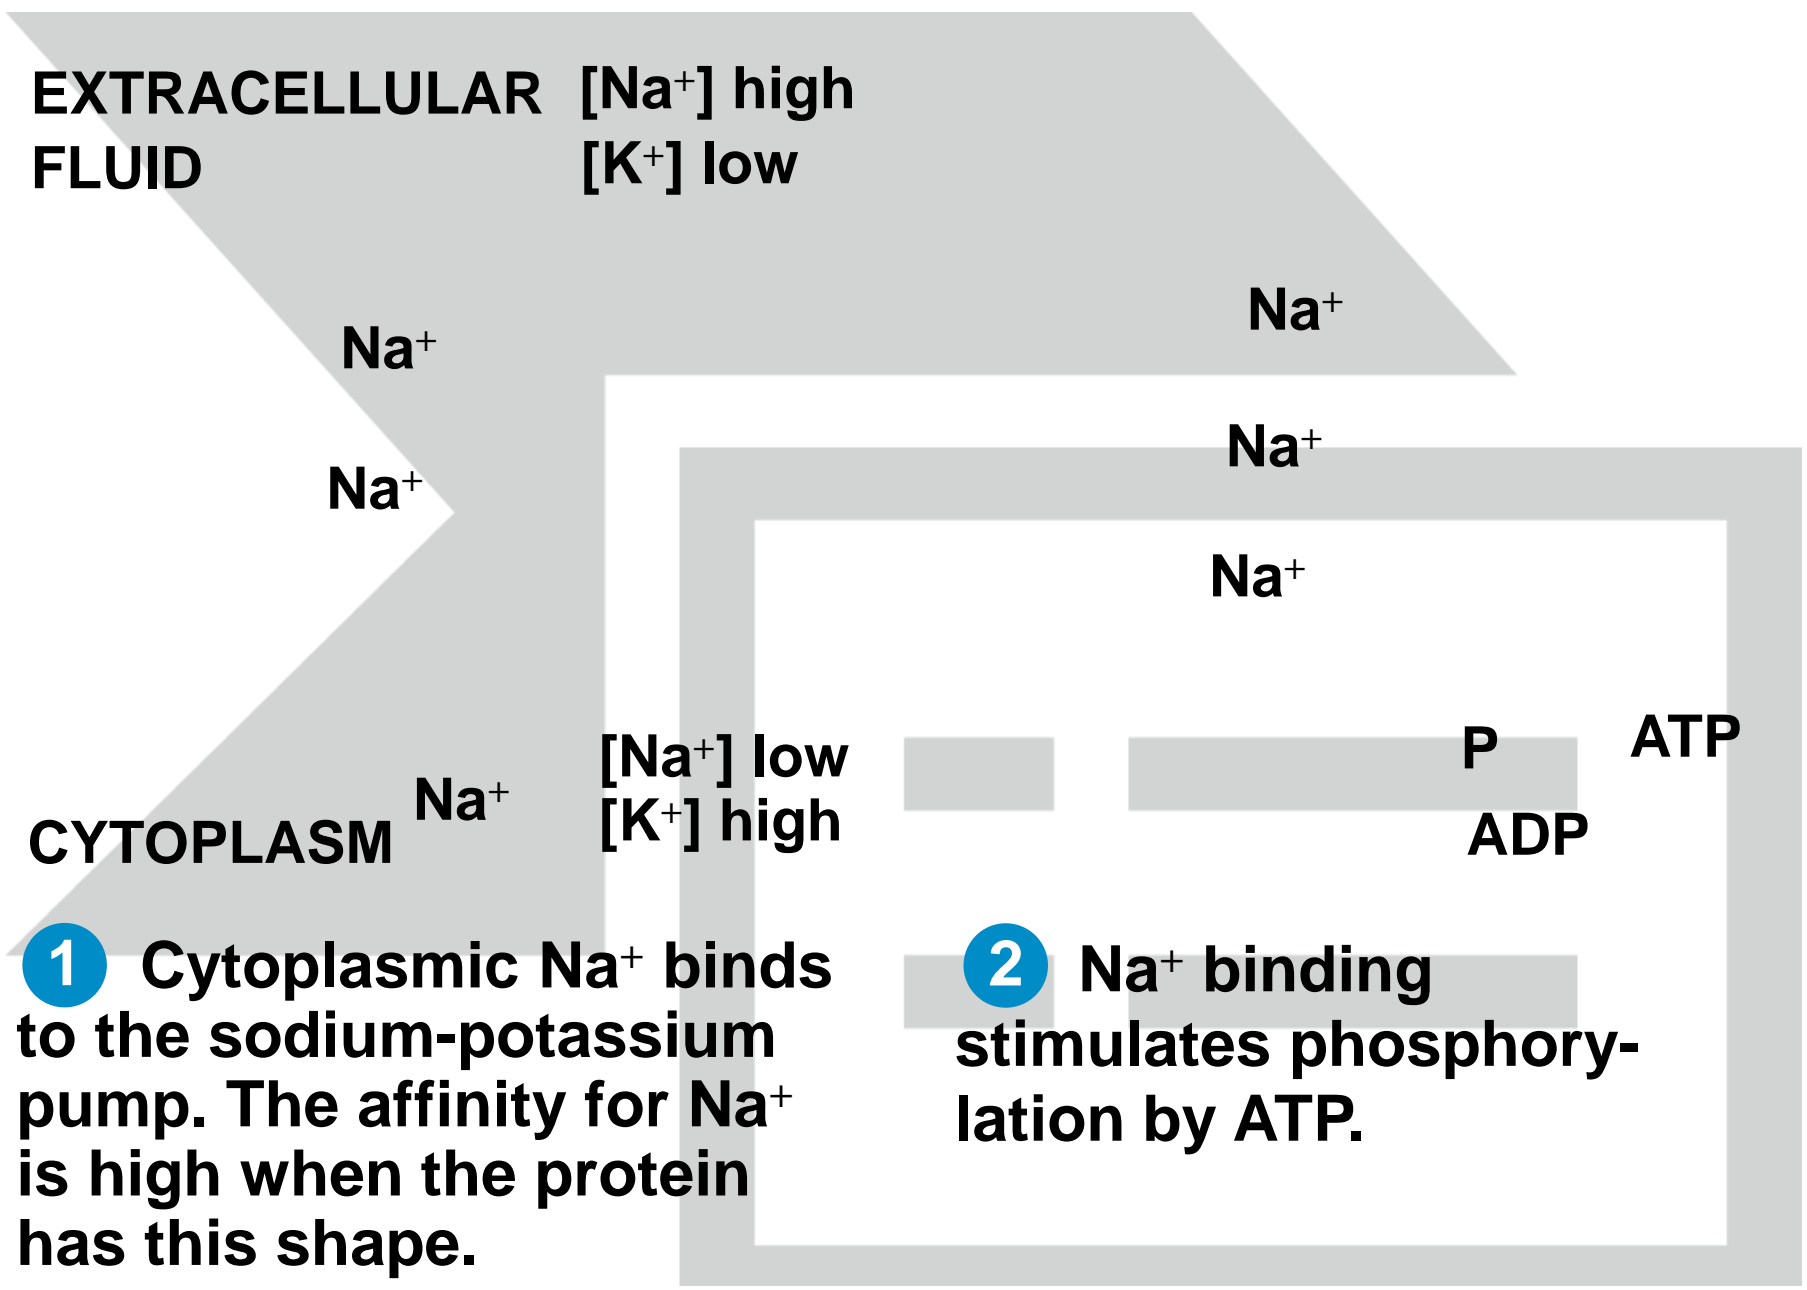 EXTRACELLULAR [Na⁺] high
FLUID [K⁺] low
Na⁺
Na⁺
Na⁺
Na⁺
Na⁺
P ATP
[Na⁺] low
Na⁺ [K⁺] high
CYTOPLASM ADP
1 Cytoplasmic Na⁺ binds
to the sodium-potassium
pump. The affinity for Na⁺
is high when the protein
has this shape.
2 Na⁺ binding
stimulates phosphory-
lation by ATP.